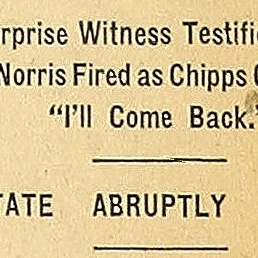 rprise Witness Testifi
Norris Fired as Chipps
"I'll Come Back."
TATE ABRUPTLY